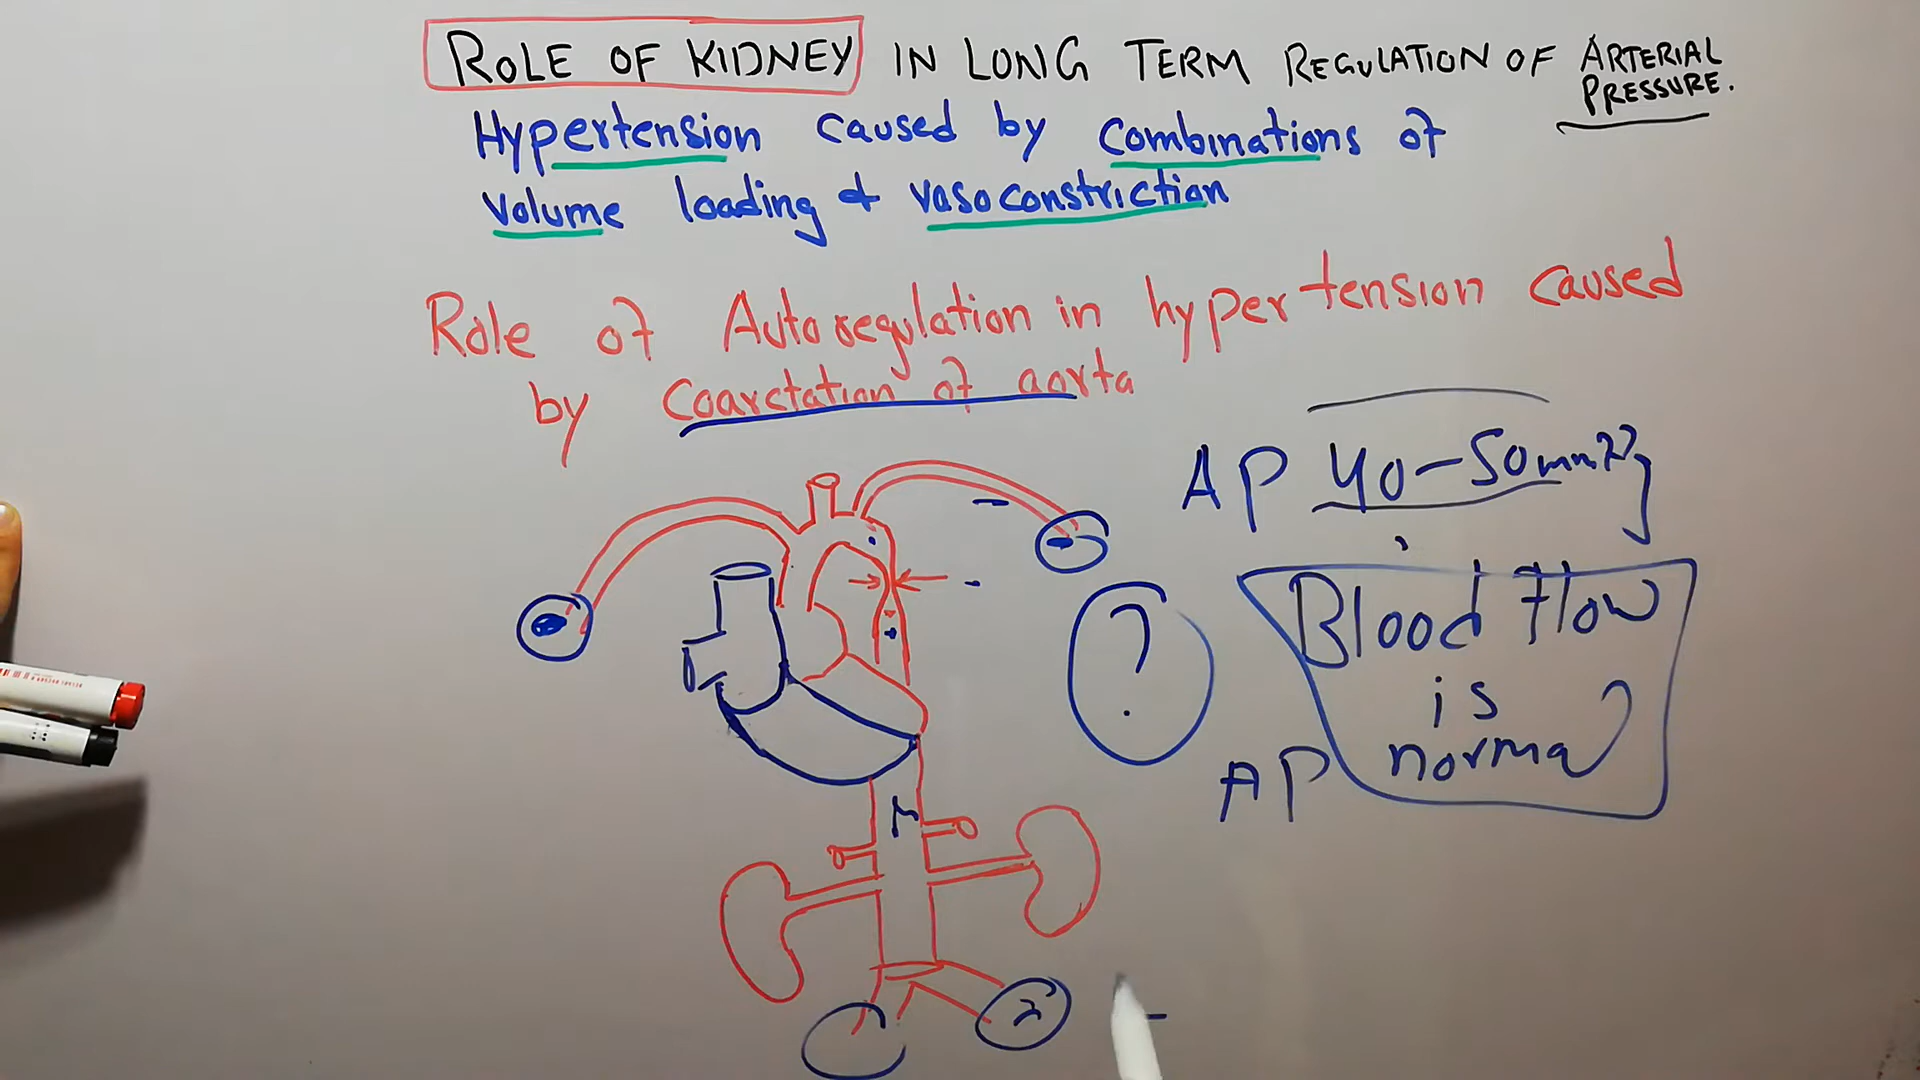 ROLE OF KIDNEY IN LONG TERM REGULATION OF ARTERIAL
PRESSURE.
Hypertension caused by combinations of
volume loading & vasoconstriction
Role of Autoregulation in hypertension caused
by Coarctation of aorta
AP 40-50mmHg
?
Blood flow
is
normal
AP